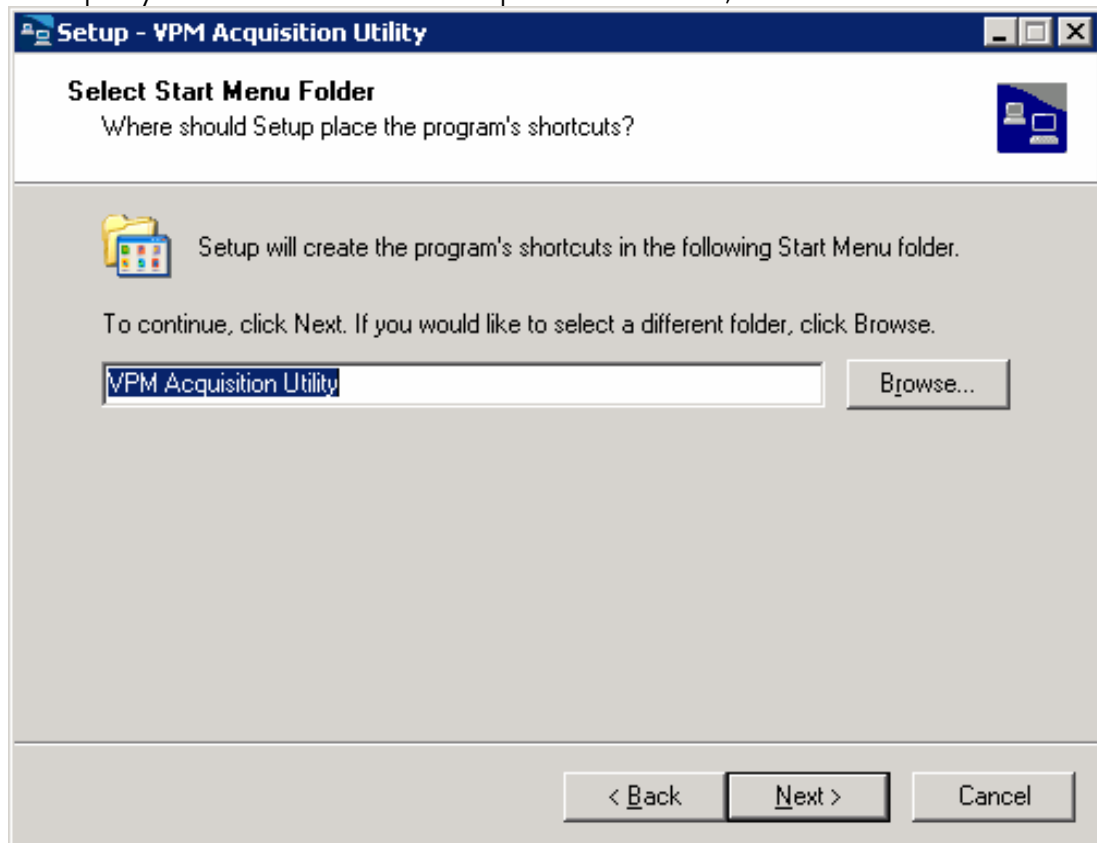 Setup - VPM Acquisition Utility
Select Start Menu Folder
Where should Setup place the program's shortcuts?
Setup will create the program's shortcuts in the following Start Menu folder.
To continue, click Next. If you would like to select a different folder, click Browse.
VPM Acquisition Utility
Browse...
< Back
Next >
Cancel